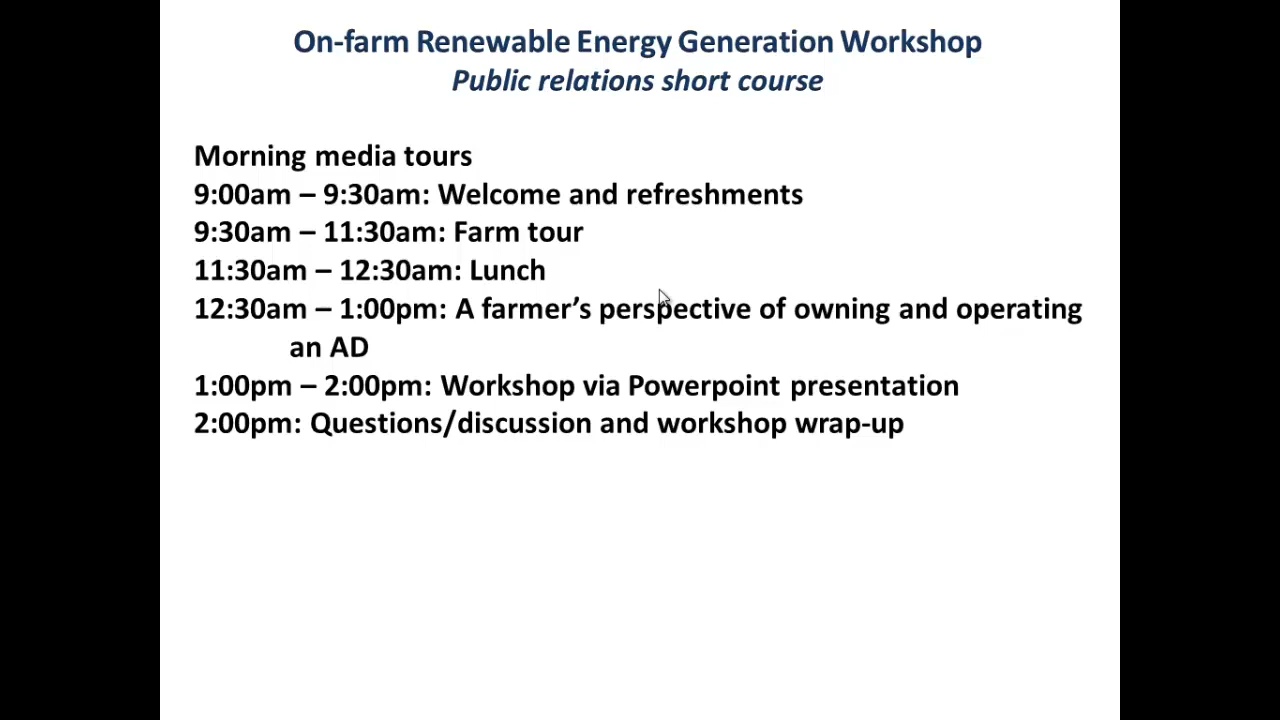 On-farm Renewable Energy Generation Workshop
Public relations short course
Morning media tours
9:00am – 9:30am: Welcome and refreshments
9:30am – 11:30am: Farm tour
11:30am – 12:30am: Lunch
12:30am – 1:00pm: A farmer’s perspective of owning and operating
an AD
1:00pm – 2:00pm: Workshop via Powerpoint presentation
2:00pm: Questions/discussion and workshop wrap-up